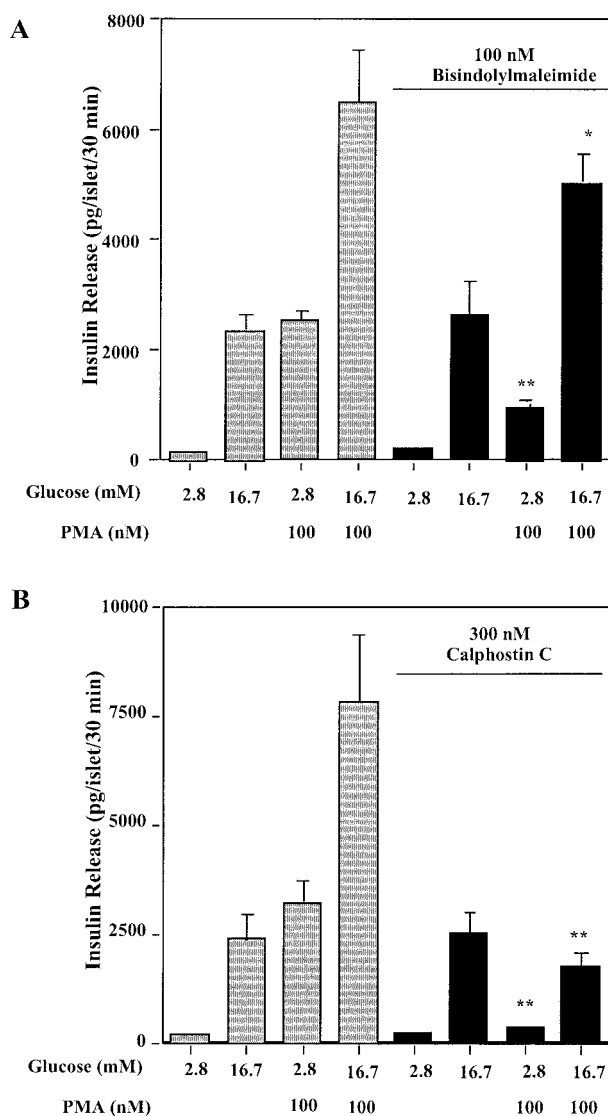 A
8000
6000
4000
2000
0
Insulin Release (pg/islet/30 min)
100 nM
Bisindolylmaleimide
*
**
Glucose (mM) 2.8 16.7 2.8 16.7 2.8 16.7 2.8 16.7
PMA (nM) 100 100 100 100
B
10000
7500
5000
2500
0
Insulin Release (pg/islet/30 min)
300 nM
Calphostin C
**
**
Glucose (mM) 2.8 16.7 2.8 16.7 2.8 16.7 2.8 16.7
PMA (nM) 100 100 100 100